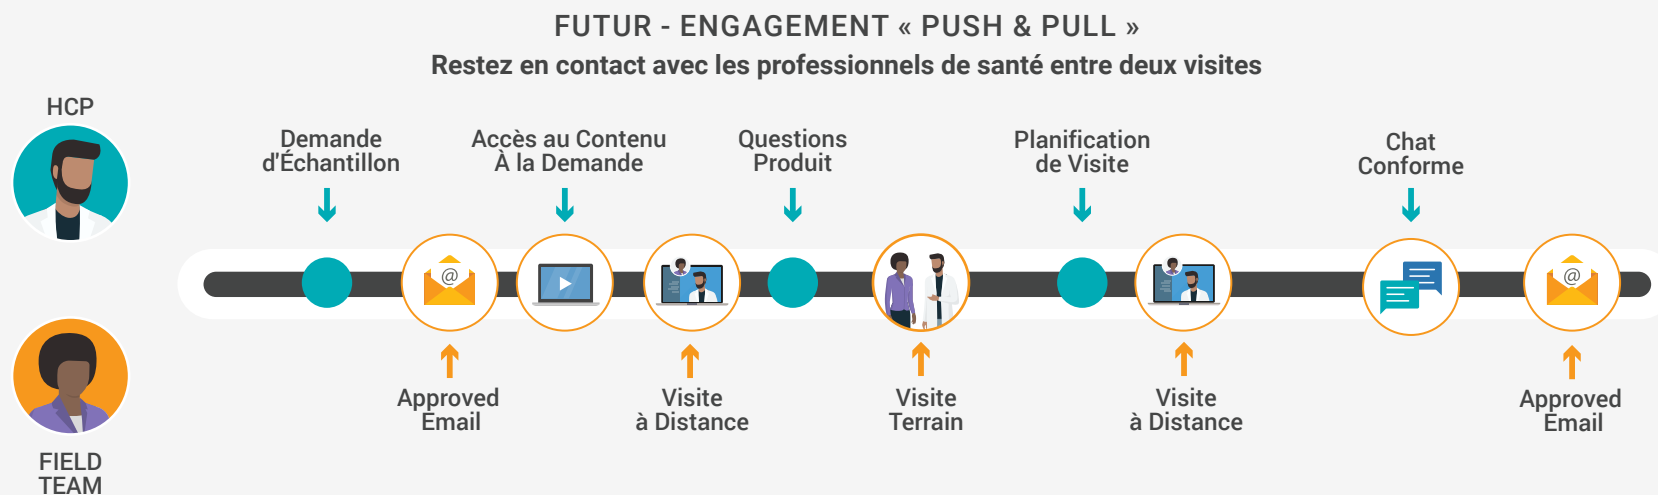 FUTUR - ENGAGEMENT « PUSH & PULL »
Restez en contact avec les professionnels de santé entre deux visites
HCP
Demande
d'Échantillon
Accès au Contenu
À la Demande
Questions
Produit
Planification
de Visite
Chat
Conforme
@
@
Approved
Email
Visite
à Distance
Visite
Terrain
Visite
à Distance
Approved
Email
FIELD
TEAM